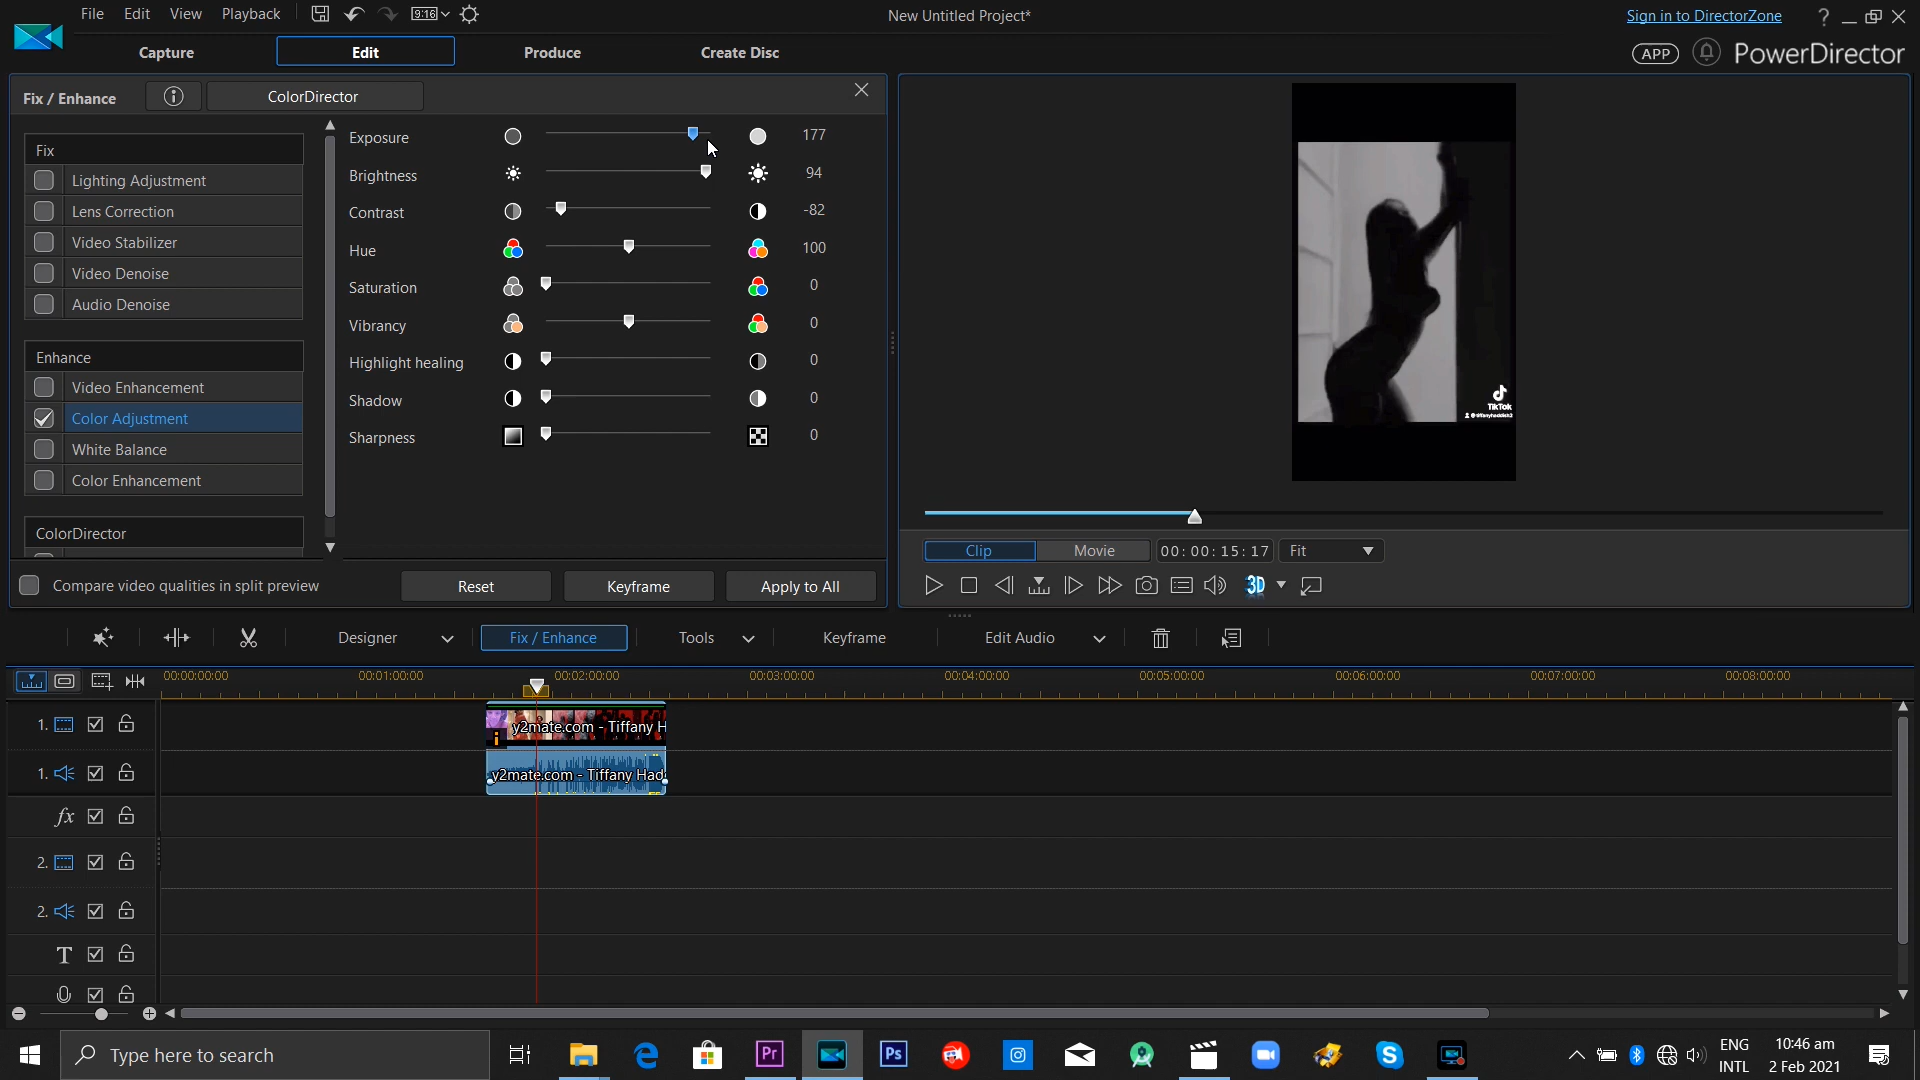 File Edit View Playback 9:16 New Untitled Project* Sign in to DirectorZone ?
Capture Edit Produce Create Disc APP PowerDirector
Fix / Enhance ColorDirector
Fix
Lighting Adjustment
Lens Correction
Video Stabilizer
Video Denoise
Audio Denoise
Enhance
Video Enhancement
Color Adjustment
White Balance
Color Enhancement
ColorDirector
Exposure 177
Brightness 94
Contrast -82
Hue 100
Saturation 0
Vibrancy 0
Highlight healing 0
Shadow 0
Sharpness 0
Compare video qualities in split preview Reset Keyframe Apply to All
TikTok
Clip Movie 00:00:15:17 Fit
3D
Designer Fix / Enhance Tools Keyframe Edit Audio
00:00:00:00 00:01:00:00 00:02:00:00 00:03:00:00 00:04:00:00 00:05:00:00 00:06:00:00 00:07:00:00 00:08:00:00
1. y2mate.com - Tiffany H
1. y2mate.com - Tiffany Had
fx
2.
2.
T
Type here to search Pr Ps ENG INTL 10:46 am 2 Feb 2021